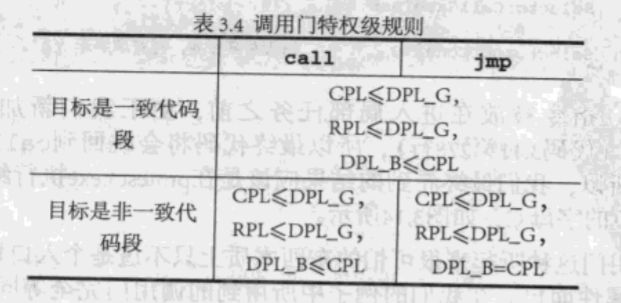 表 3.4 调用门特权级规则
call jmp
目标是一致代码段
CPL≤DPL_G,
RPL≤DPL_G,
DPL_B≤CPL
目标是非一致代码段
CPL≤DPL_G,
RPL≤DPL_G,
DPL_B≤CPL
CPL≤DPL_G,
RPL≤DPL_G,
DPL_B=CPL